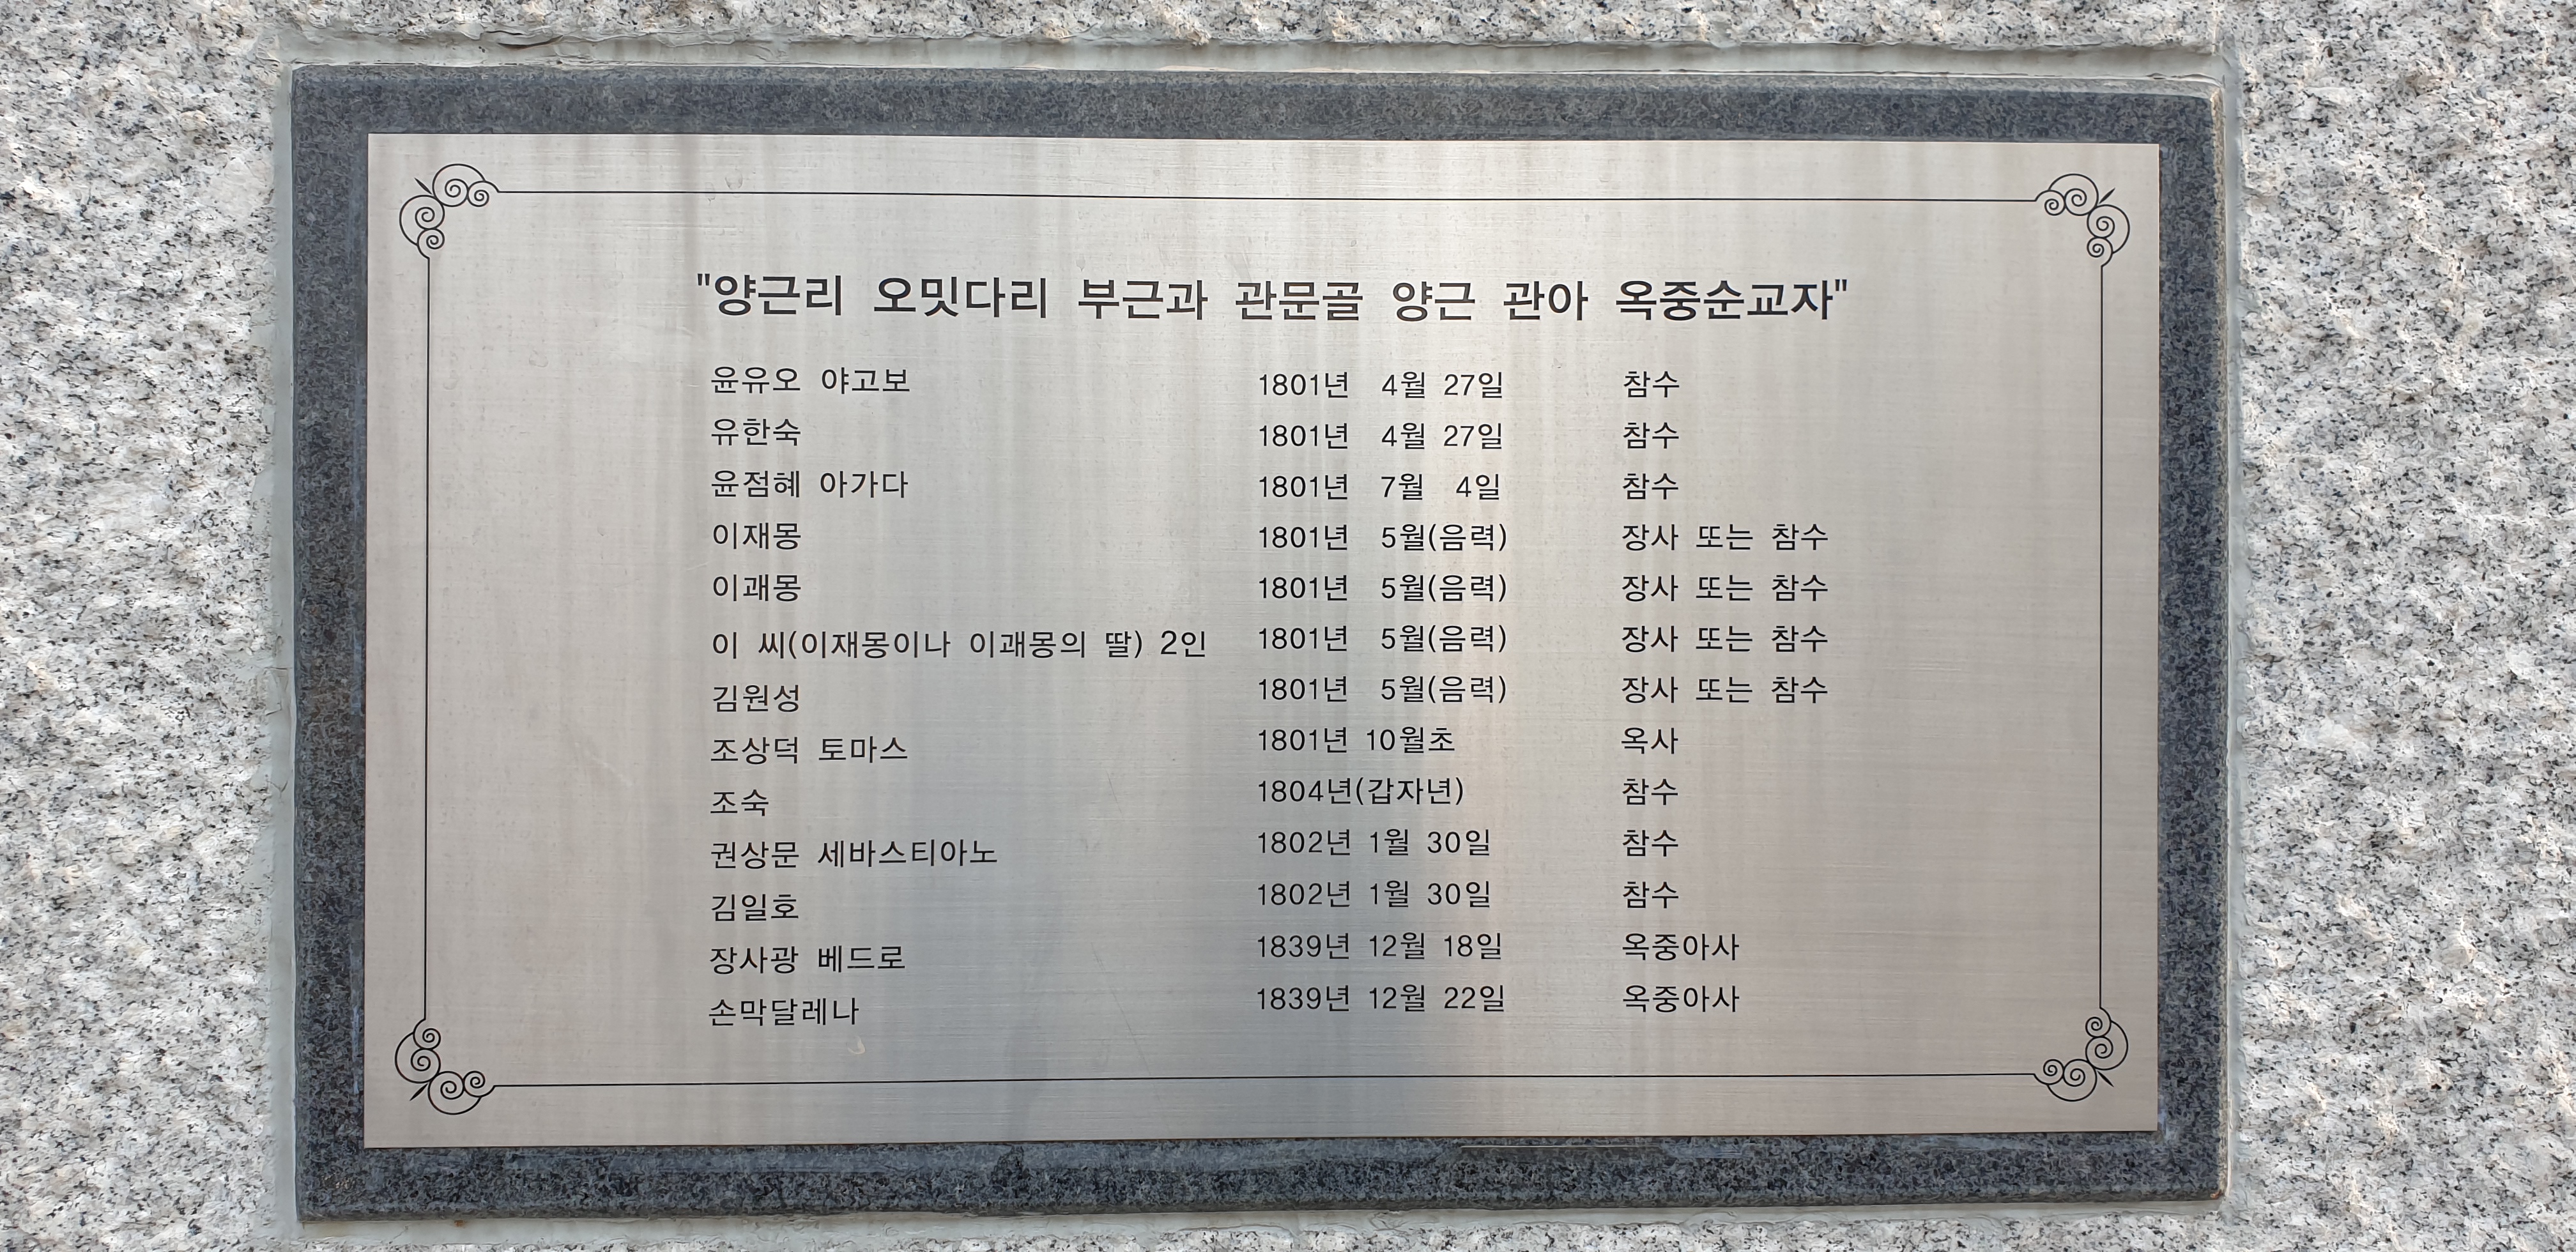 "양근리 오밋다리 부근과 관문골 양근 관아 옥중순교자"
윤유오 야고보 1801년 4월 27일 참수
유한숙 1801년 4월 27일 참수
윤점혜 아가다 1801년 7월 4일 참수
이재몽 1801년 5월(음력) 장사 또는 참수
이괘몽 1801년 5월(음력) 장사 또는 참수
이 씨(이재몽이나 이괘몽의 딸) 2인 1801년 5월(음력) 장사 또는 참수
김원성 1801년 5월(음력) 장사 또는 참수
조상덕 토마스 1801년 10월초 옥사
조숙 1804년(갑자년) 참수
권상문 세바스티아노 1802년 1월 30일 참수
김일호 1802년 1월 30일 참수
장사광 베드로 1839년 12월 18일 옥중아사
손막달레나 1839년 12월 22일 옥중아사